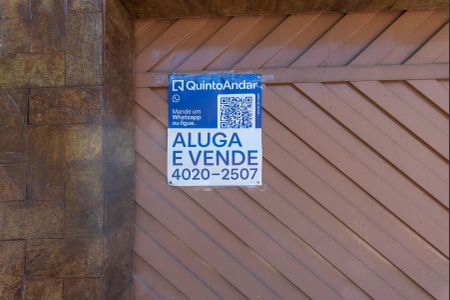 QuintoAndar
Mande um
Whatsapp
ou ligue.
ALUGA
E VENDE
4020-2507